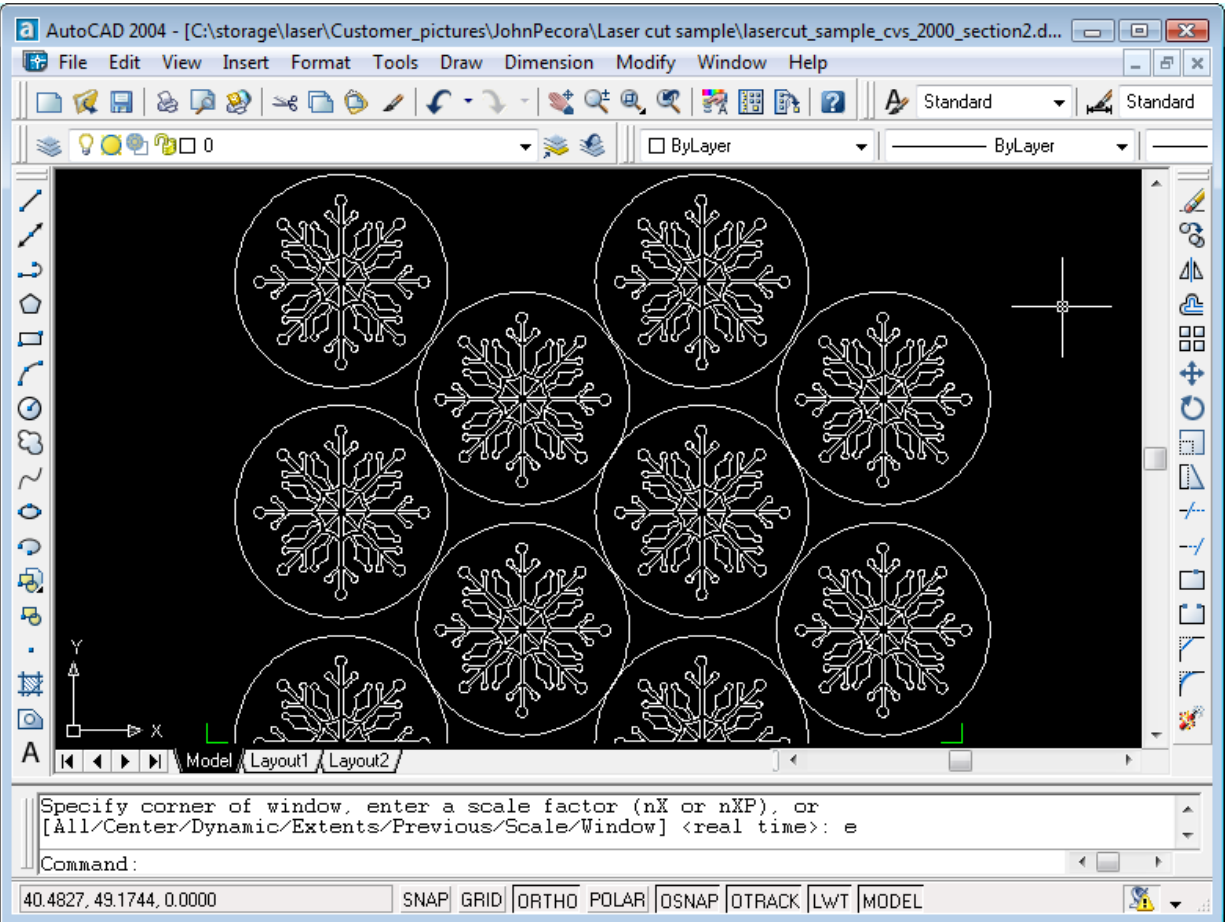 AutoCAD 2004 - [C:\storage\laser\Customer_pictures\JohnPecora\Laser cut sample\lasercut_sample_cvs_2000_section2.d...
File Edit View Insert Format Tools Draw Dimension Modify Window Help
Standard Standard
0 ByLayer ByLayer
Y
X
A
Model Layout1 Layout2
Specify corner of window, enter a scale factor (nX or nXP), or
[All/Center/Dynamic/Extents/Previous/Scale/Window] <real time>: e
Command:
40.4827, 49.1744, 0.0000 SNAP GRID ORTHO POLAR OSNAP OTRACK LWT MODEL